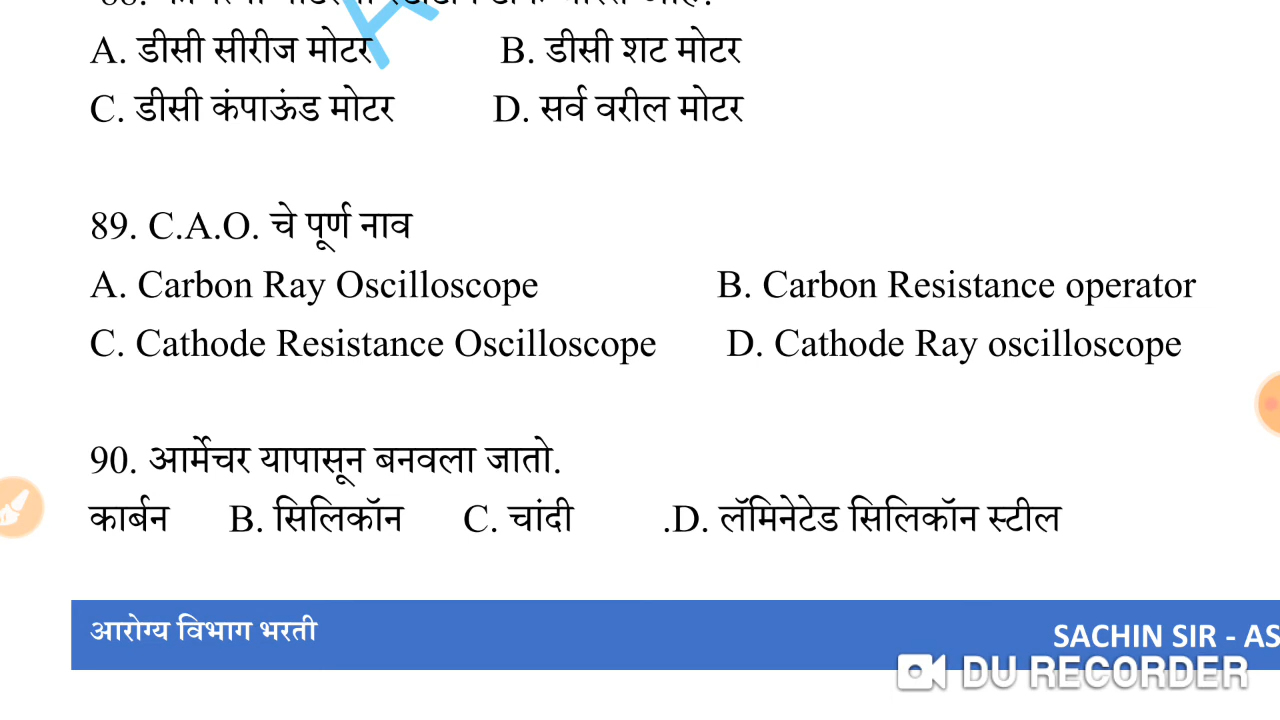 A. डीसी सीरीज मोटर B. डीसी शट मोटर
C. डीसी कंपाऊंड मोटर D. सर्व वरील मोटर
89. C.A.O. चे पूर्ण नाव
A. Carbon Ray Oscilloscope B. Carbon Resistance operator
C. Cathode Resistance Oscilloscope D. Cathode Ray oscilloscope
90. आर्मेचर यापासून बनवला जातो.
कार्बन B. सिलिकॉन C. चांदी .D. लॅमिनेटेड सिलिकॉन स्टील
आरोग्य विभाग भरती SACHIN SIR - AS
DU RECORDER